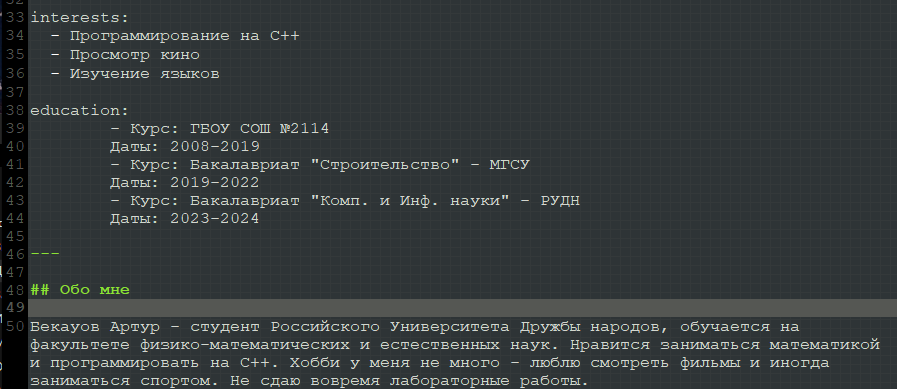 33 interests:
34 - Программирование на C++
35 - Просмотр кино
36 - Изучение языков
37
38 education:
39 - Курс: ГБОУ СОШ №2114
40 Даты: 2008-2019
41 - Курс: Бакалавриат "Строительство" - МГСУ
42 Даты: 2019-2022
43 - Курс: Бакалавриат "Комп. и Инф. науки" - РУДН
44 Даты: 2023-2024
45
46 ---
47
48 ## Обо мне
49
50 Бекауов Артур - студент Российского Университета Дружбы народов, обучается на
факультете физико-математических и естественных наук. Нравится заниматься математикой
и программировать на C++. Хобби у меня не много - люблю смотреть фильмы и иногда
заниматься спортом. Не сдаю вовремя лабораторные работы.